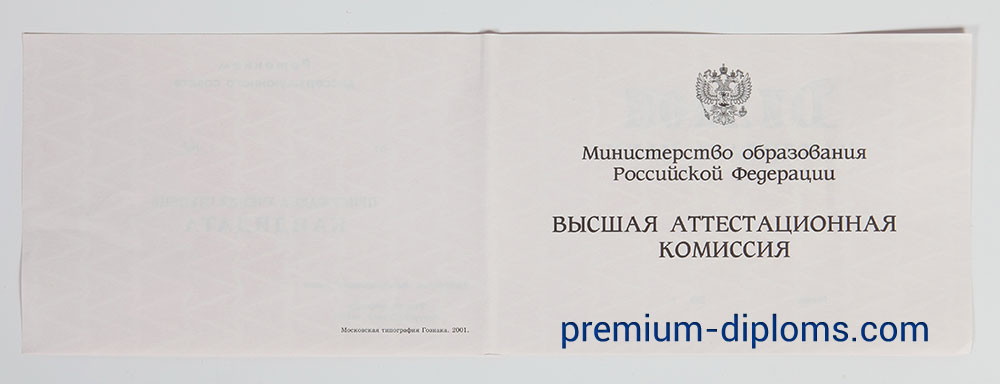 Министерство образования
Российской Федерации
ВЫСШАЯ АТТЕСТАЦИОННАЯ
КОМИССИЯ
Московская типография Гознака. 2001.
premium-diploms.com